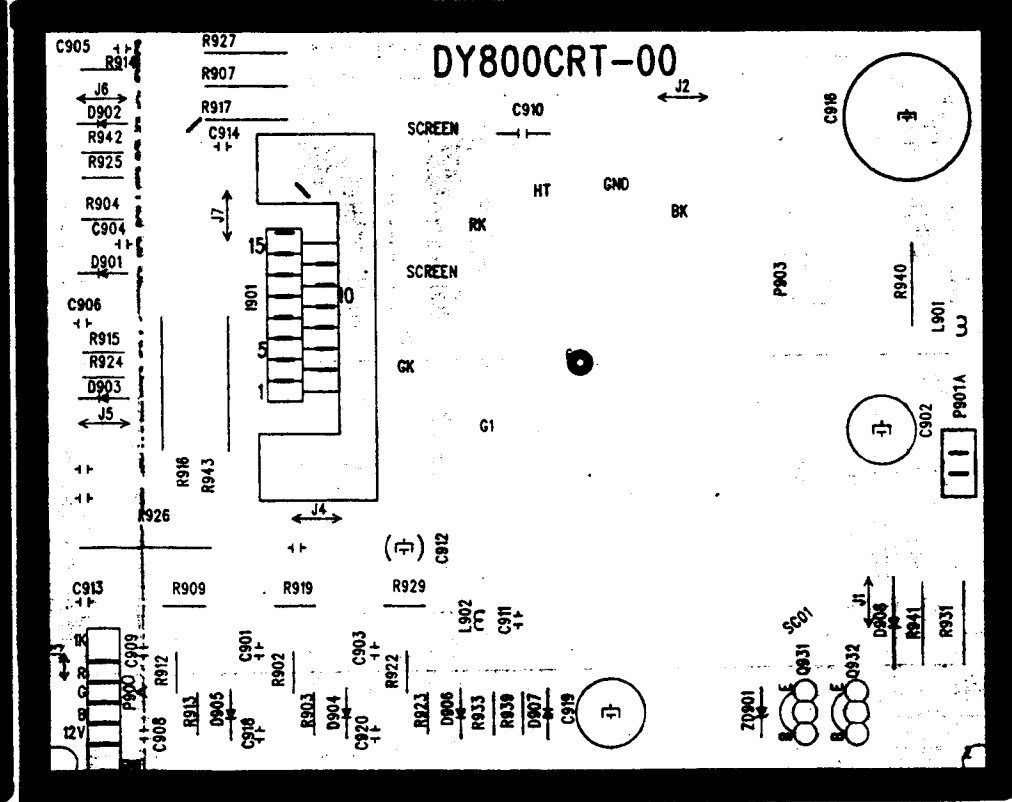 DY800CRT-00
C905
R914
R927
R907
R917
J6
D902
C914
R942
R925
SCREEN
C910
J2
C916
HT
GND
R904
C904
J7
RK
BK
15
D901
SCREEN
P903
R940
C906
I901
10
L901
R915
R924
5
D903
GK
1
P901A
J5
C902
G1
R916
R943
J4
R926
C912
C913
R909
R919
R929
J1
L902
C911
SG01
D908
R941
R931
1K
C909
J3
R
R912
C901
R902
C903
R922
Q931
Q932
G
P900
E
E
B
R913
D905
R903
D904
R923
D906
R933
R939
D907
C919
ZD901
12V
C908
C918
C920
B
B